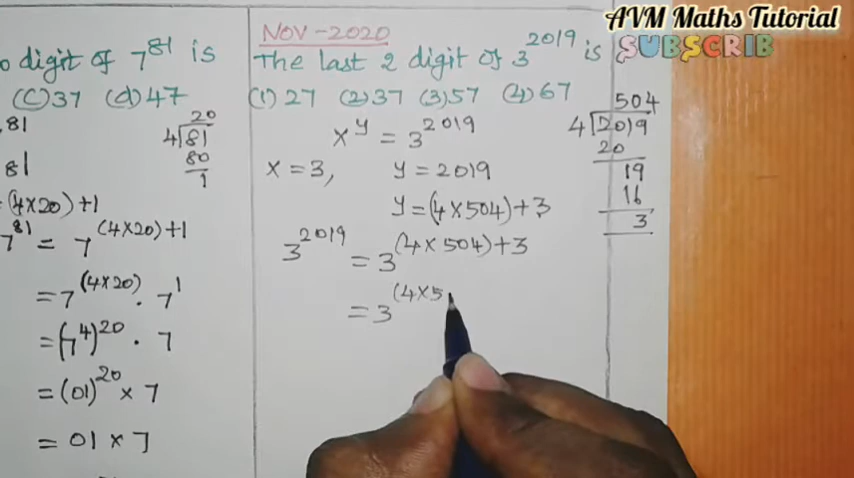 AVM Maths Tutorial
SUBSCRIB
o digit of 7^81 is
(C) 37 (d) 47
81
20
4|81
80
1
81
(4×20)+1
7^81 = 7^(4×20)+1
= 7^(4×20) · 7^1
= (7^4)^20 · 7
= (01)^20 × 7
= 01 × 7
NOV-2020
The last 2 digit of 3^2019 is
(1) 27 (2) 37 (3) 57 (4) 67
x^y = 3^2019
x = 3, y = 2019
y = (4×504)+3
3^2019 = 3^(4×504)+3
= 3^(4×5
504
4|2019
20
19
16
3